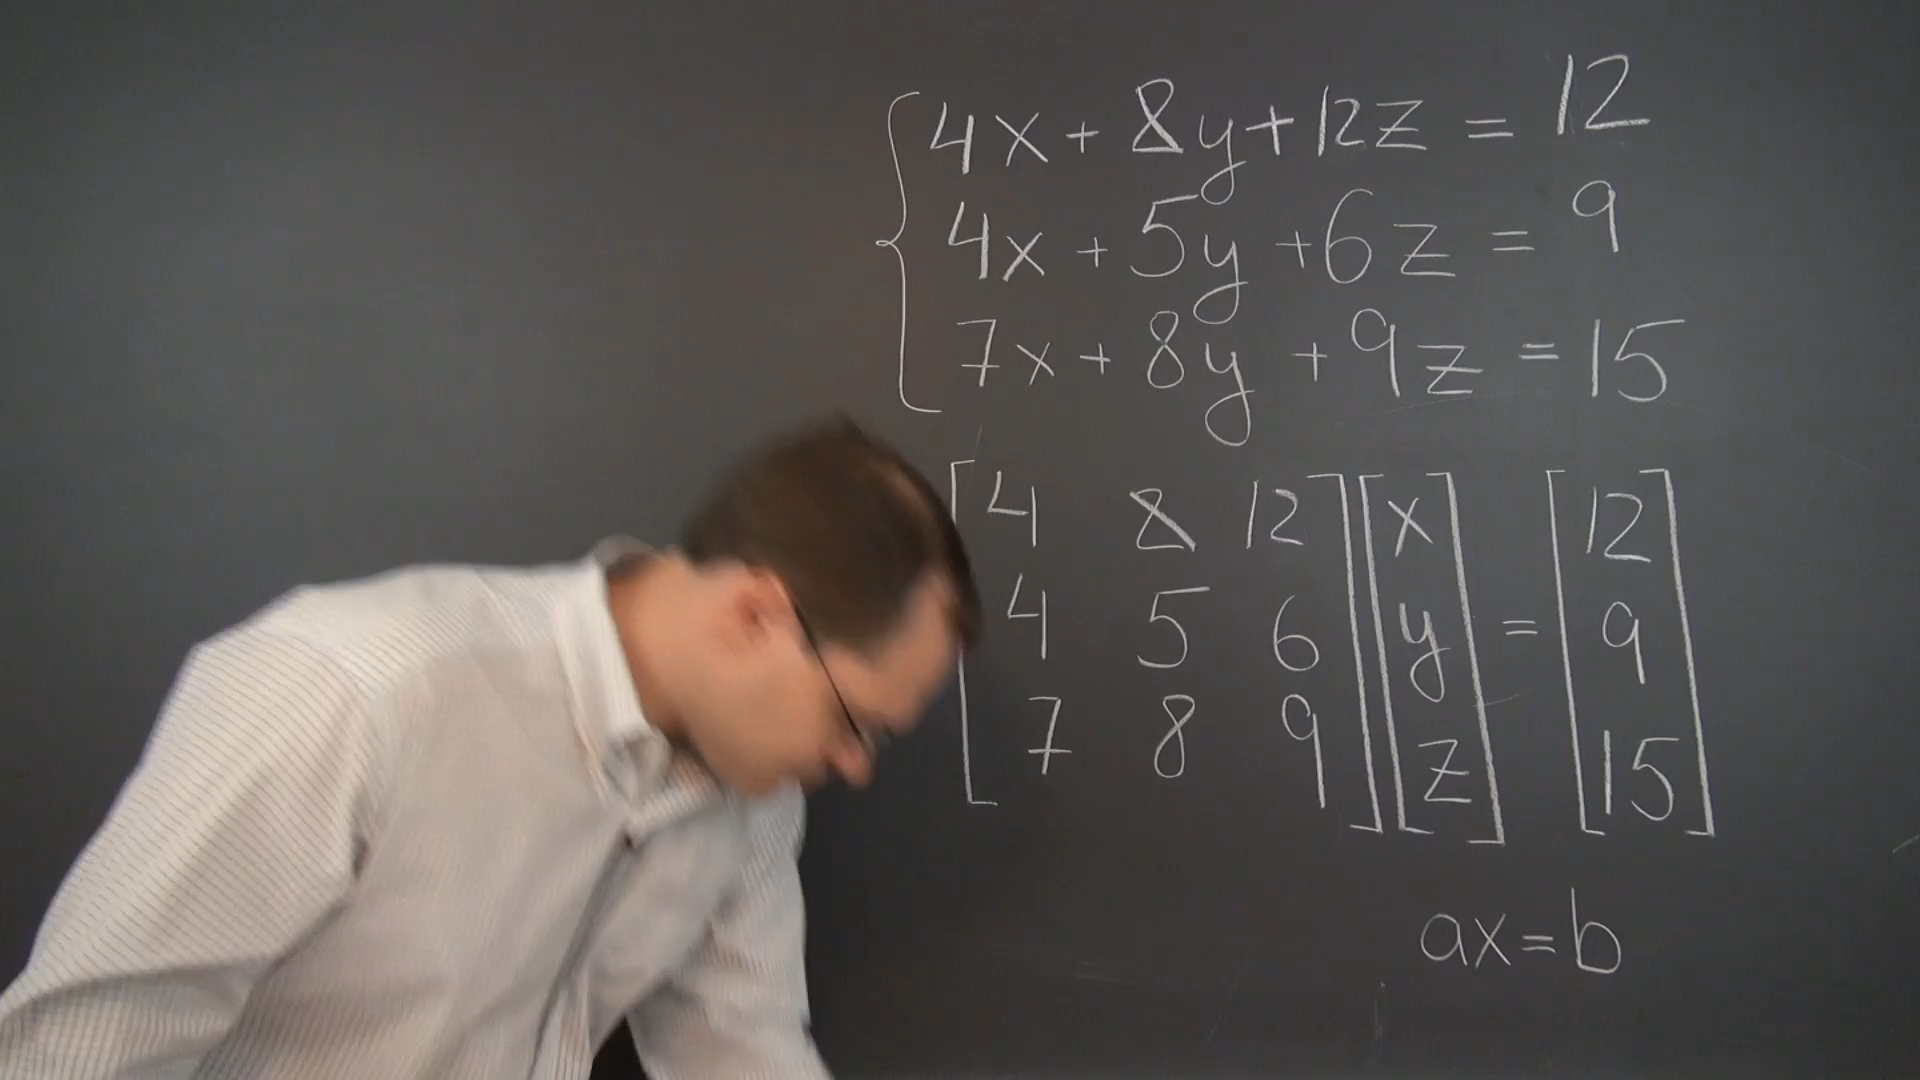 4x + 8y + 12z = 12
4x + 5y + 6z = 9
7x + 8y + 9z = 15
[4 8 12] [x] = [12]
[4 5 6] [y] = [9]
[7 8 9] [z] = [15]
ax = b